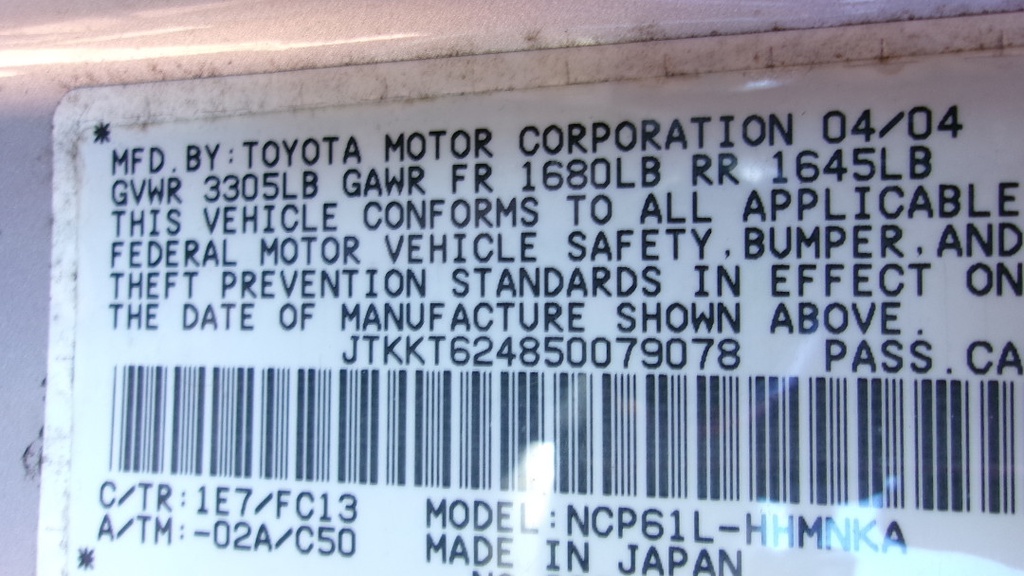 *
MFD. BY: TOYOTA MOTOR CORPORATION 04/04
GVWR 3305LB GAWR FR 1680LB RR 1645LB
THIS VEHICLE CONFORMS TO ALL APPLICABLE
FEDERAL MOTOR VEHICLE SAFETY, BUMPER, AND
THEFT PREVENTION STANDARDS IN EFFECT ON
THE DATE OF MANUFACTURE SHOWN ABOVE.
JTKKT624850079078 PASS. CA
C/TR: 1E7/FC13
A/TM: -02A/C50
MODEL: NCP61L-HHMNKA
MADE IN JAPAN
*